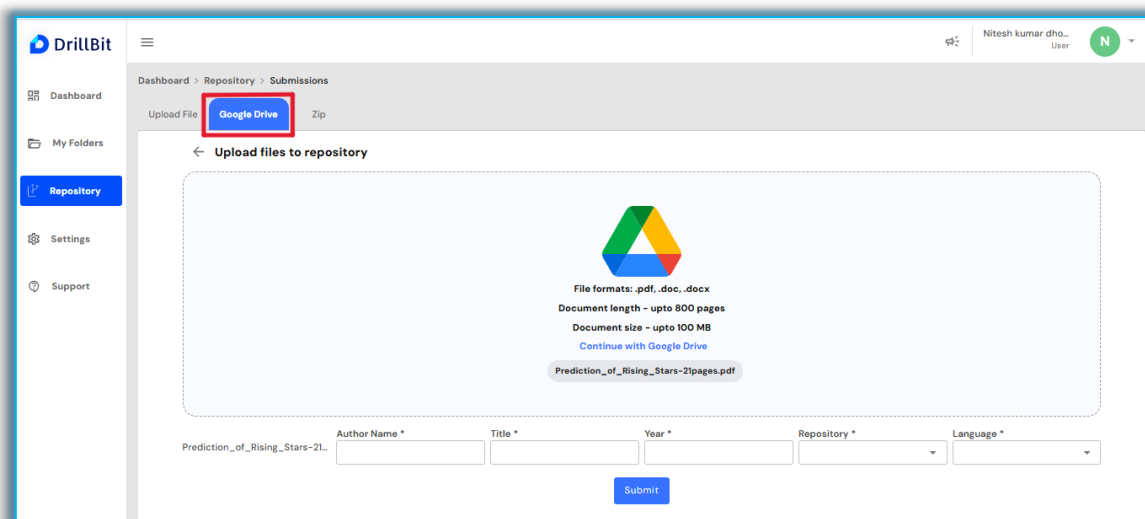 DrillBit
Nitesh kumar dho...
User
N
Dashboard > Repository > Submissions
Dashboard
Upload File
Google Drive
Zip
My Folders
Upload files to repository
Repository
Settings
Support
File formats: .pdf, .doc, .docx
Document length - upto 800 pages
Document size - upto 100 MB
Continue with Google Drive
Prediction_of_Rising_Stars-21pages.pdf
Author Name *
Title *
Year *
Repository *
Language *
Prediction_of_Rising_Stars-21...
Submit